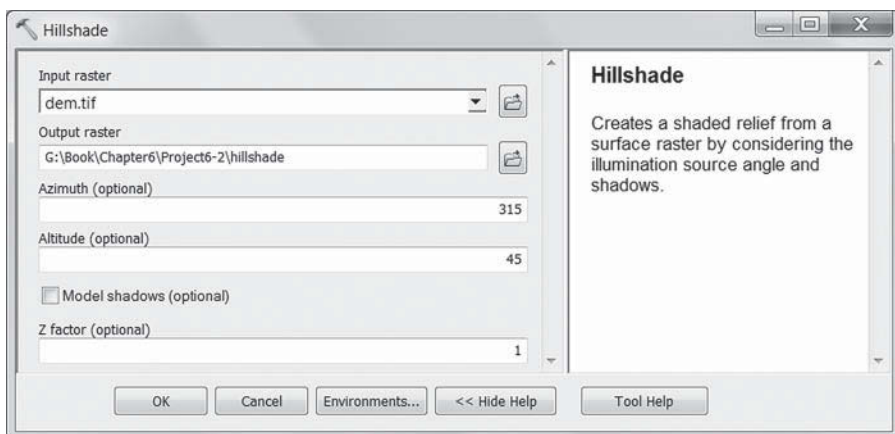 Hillshade
Input raster
dem.tif
Output raster
G:\Book\Chapter6\Project6-2\hillshade
Azimuth (optional)
315
Altitude (optional)
45
Model shadows (optional)
Z factor (optional)
1
Hillshade
Creates a shaded relief from a
surface raster by considering the
illumination source angle and
shadows.
OK
Cancel
Environments...
<< Hide Help
Tool Help